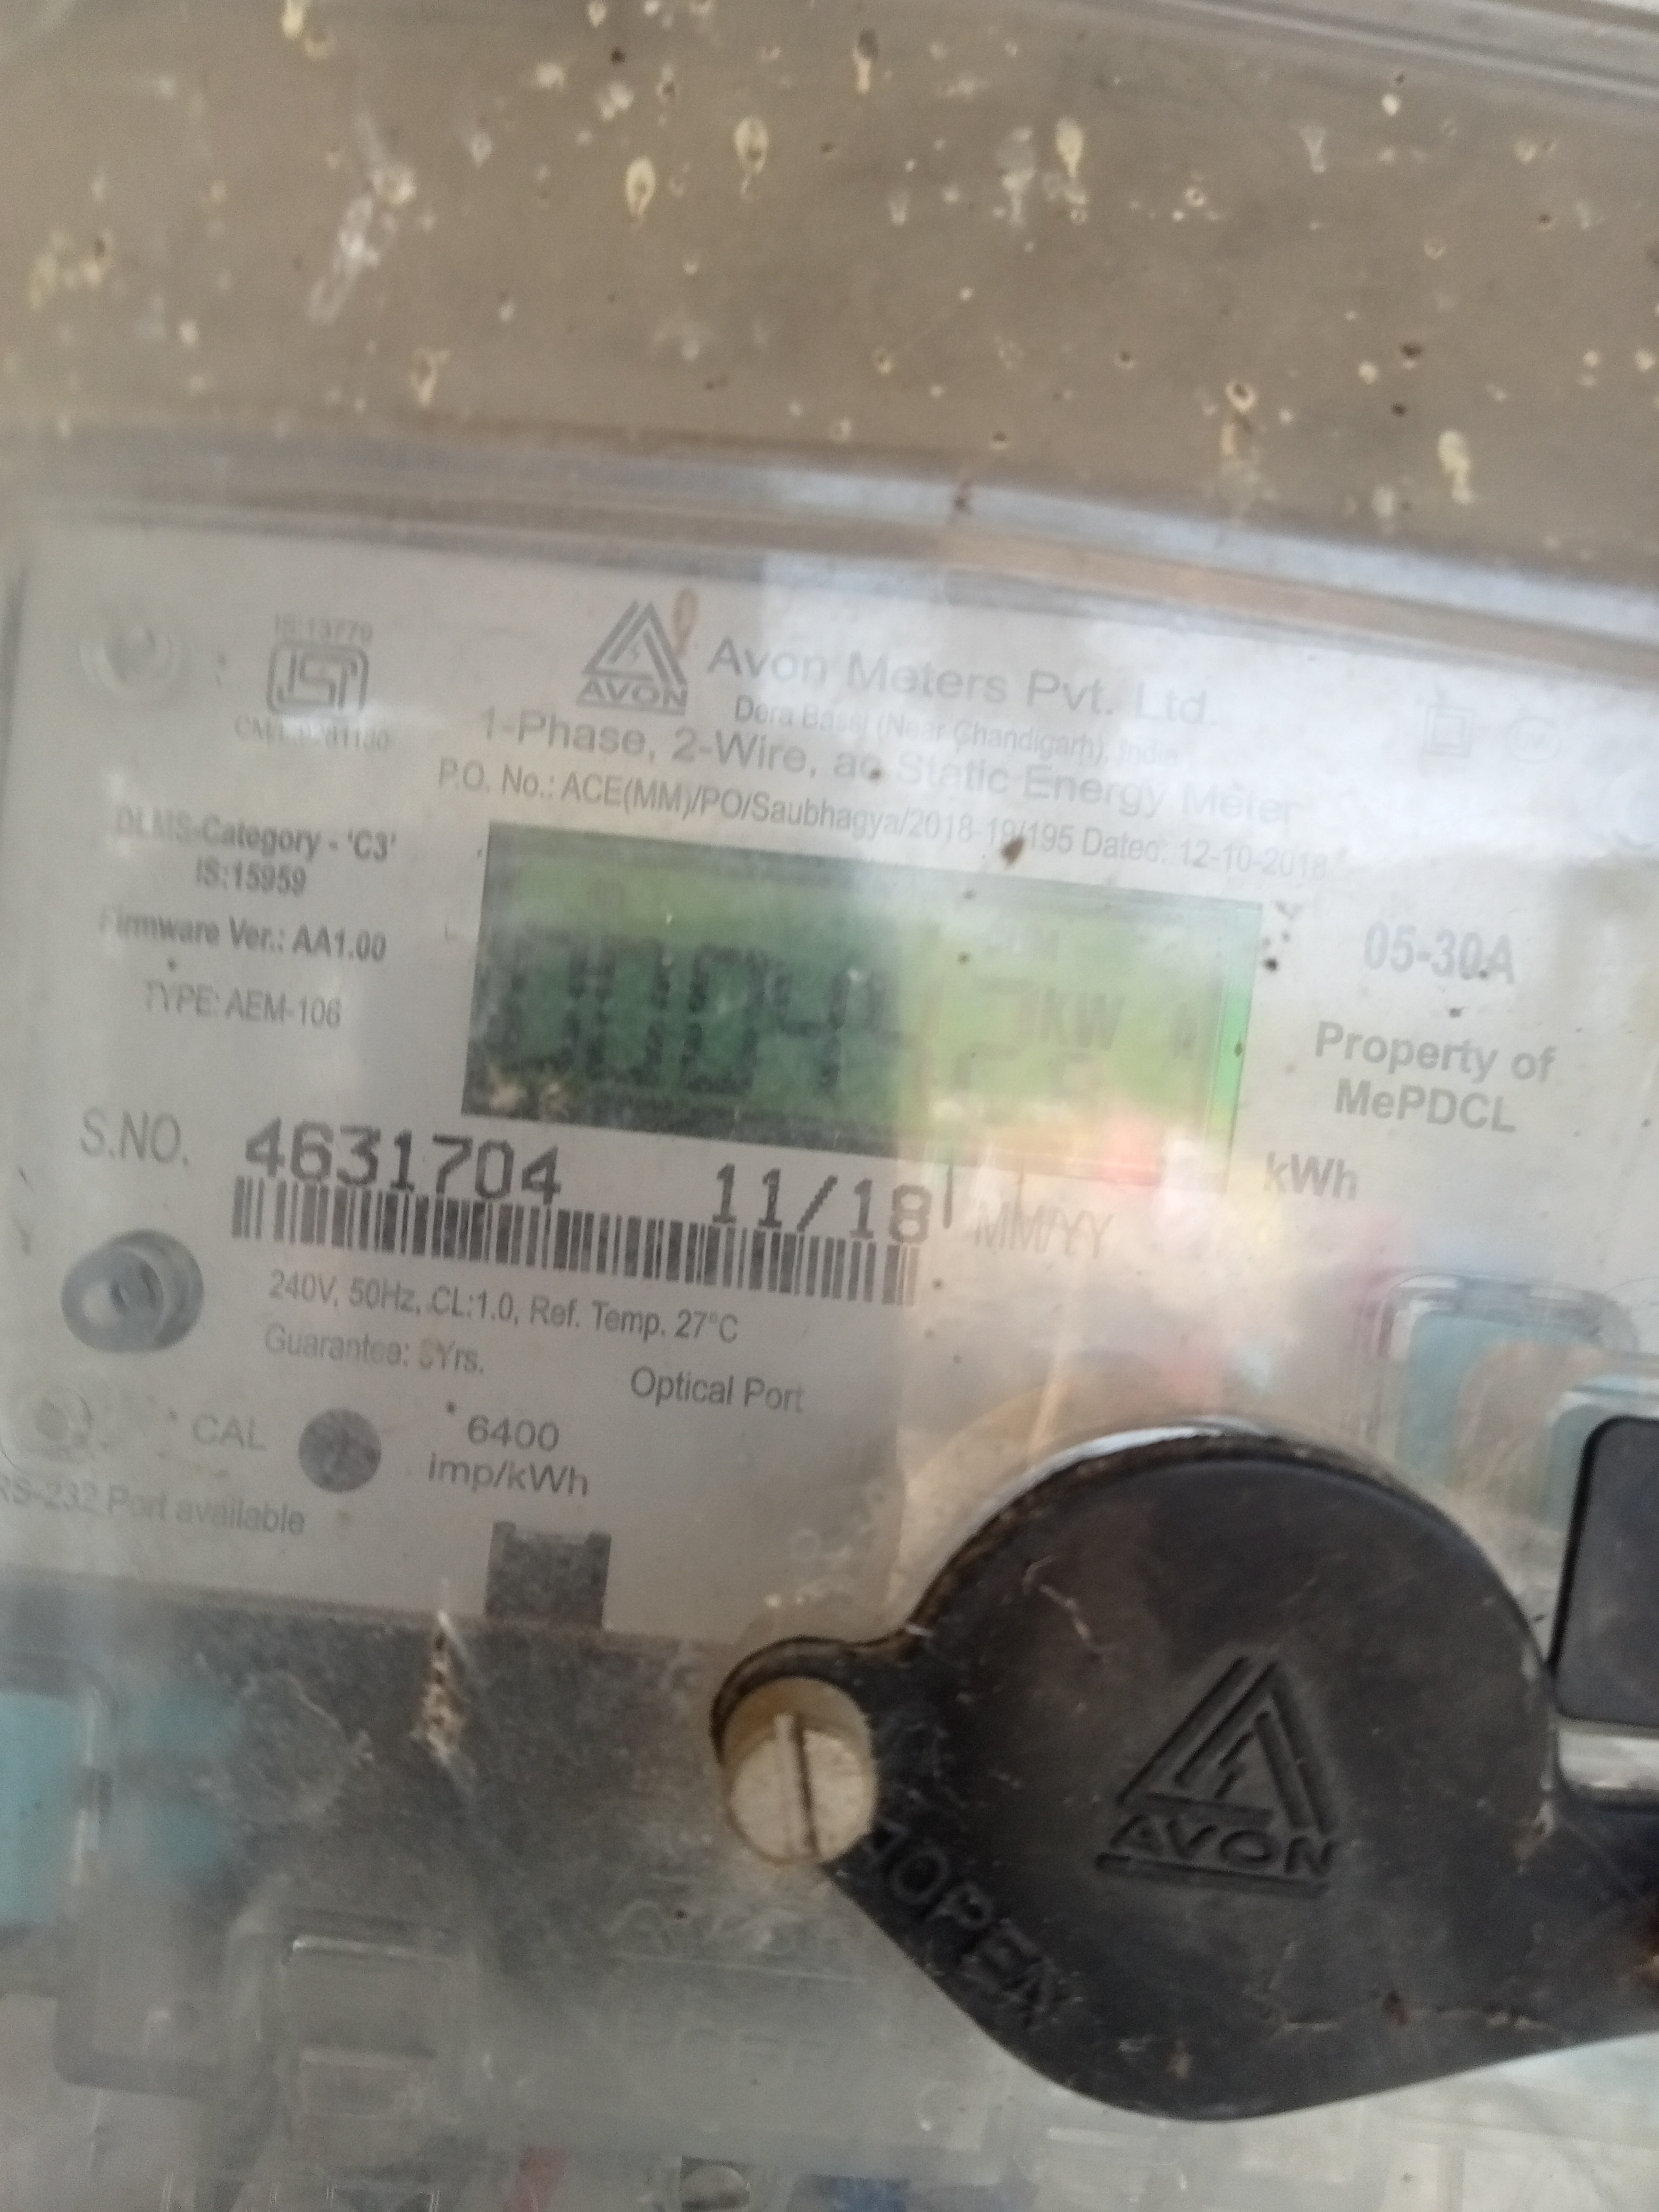 IS:13779
AVON
Avon Meters Pvt. Ltd.
Dera Bassi (Near Chandigarh), India
1-Phase, 2-Wire, ac Static Energy Meter
P.O. No.: ACE(MM)/PO/Saubhagya/2018-19/195 Dated: 12-10-2018
DLMS-Category - 'C3'
IS:15959
Firmware Ver.: AA1.00
TYPE: AEM-106
KW
05-30A
Property of
MePDCL
kWh
S.NO. 4631704 11/18 MM/YY
240V, 50Hz, CL:1.0, Ref. Temp. 27°C
Guarantee: Yrs.
Optical Port
CAL
6400
imp/kWh
RS-232 Port available
AVON
OPEN